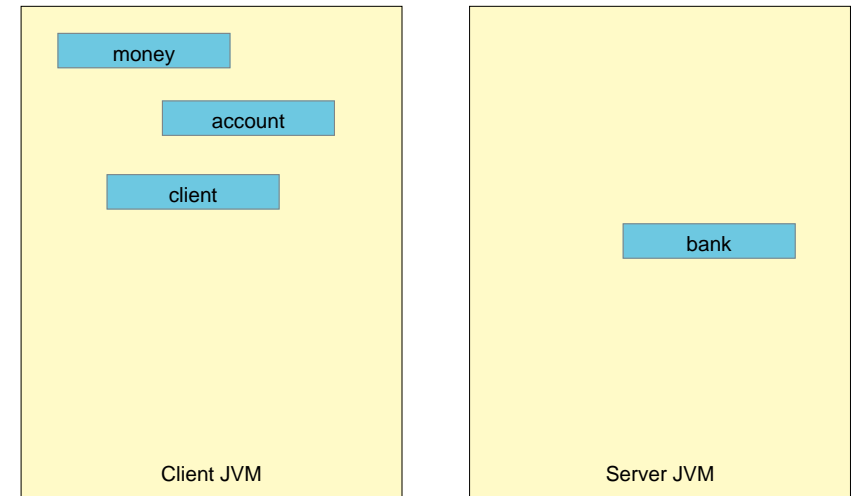 money
account
client
bank
Client JVM
Server JVM